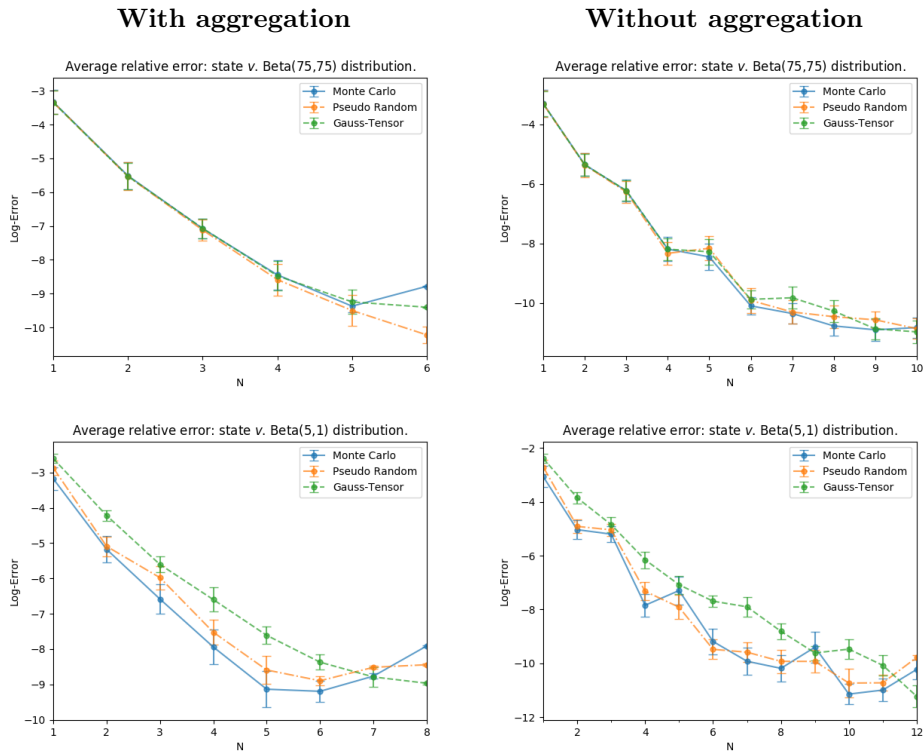 With aggregation
Without aggregation
Average relative error: state v. Beta(75,75) distribution.
Log-Error
−3
−4
−5
−6
−7
−8
−9
−10
Monte Carlo
Pseudo Random
Gauss-Tensor
1 2 3 4 5 6
N
Average relative error: state v. Beta(75,75) distribution.
Log-Error
−4
−6
−8
−10
Monte Carlo
Pseudo Random
Gauss-Tensor
1 2 3 4 5 6 7 8 9 10
N
Average relative error: state v. Beta(5,1) distribution.
Log-Error
−3
−4
−5
−6
−7
−8
−9
−10
Monte Carlo
Pseudo Random
Gauss-Tensor
1 2 3 4 5 6 7 8
N
Average relative error: state v. Beta(5,1) distribution.
Log-Error
−2
−4
−6
−8
−10
−12
Monte Carlo
Pseudo Random
Gauss-Tensor
2 4 6 8 10 12
N